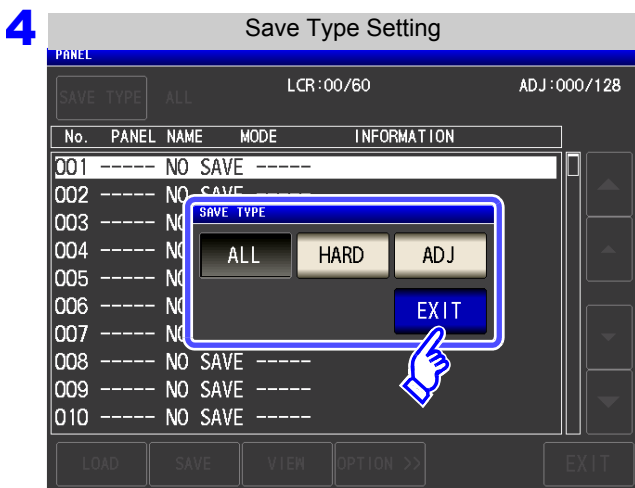 4
Save Type Setting
PANEL
SAVE TYPE ALL LCR:00/60 ADJ:000/128
No. PANEL NAME MODE INFORMATION
001 ----- NO SAVE -----
002 ----- NO SAVE -----
003 ----- NO
004 ----- NO
005 ----- NO
006 ----- NO
007 ----- NO
008 ----- NO SAVE -----
009 ----- NO SAVE -----
010 ----- NO SAVE -----
SAVE TYPE
ALL HARD ADJ
EXIT
LOAD SAVE VIEW OPTION >> EXIT